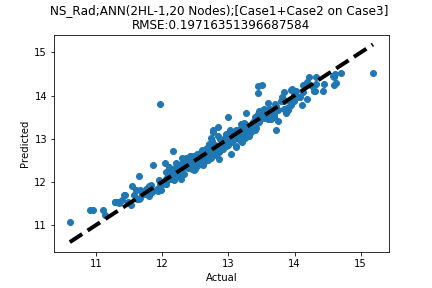 NS_Rad;ANN(2HL-1,20 Nodes);[Case1+Case2 on Case3]
RMSE:0.19716351396687584
15
14
13
12
11
Predicted
11 12 13 14 15
Actual